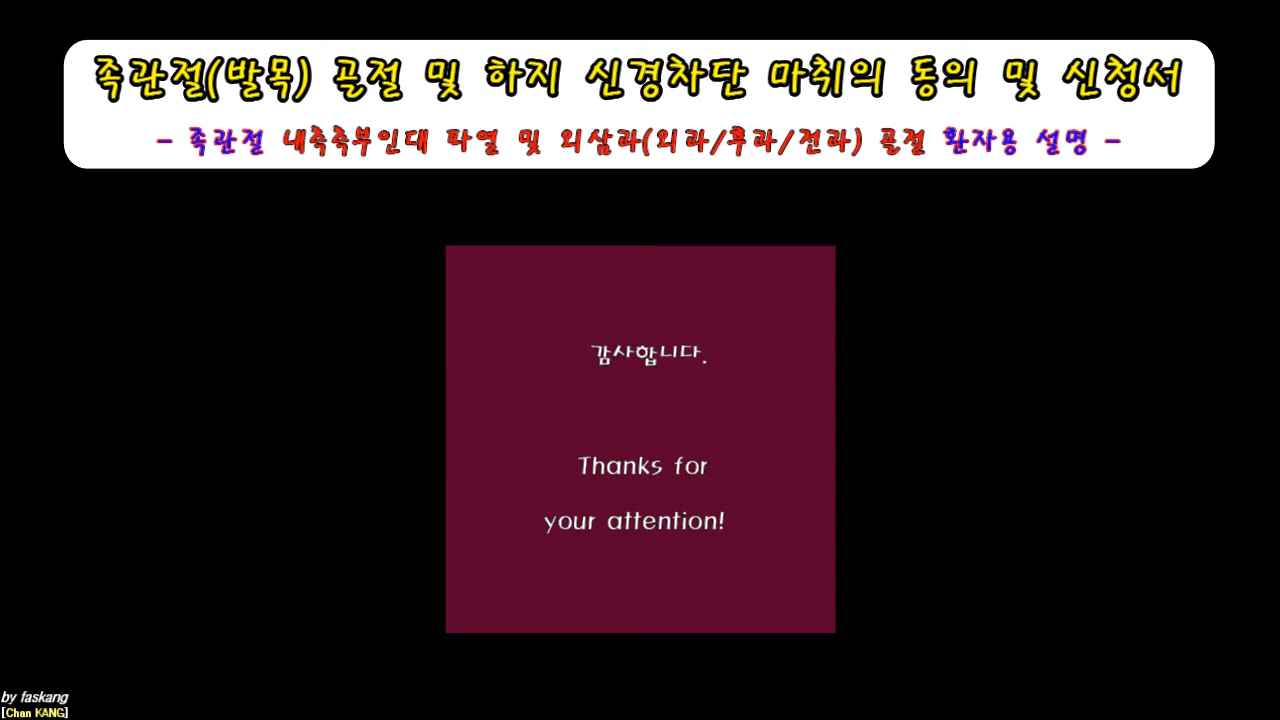 족관절(발목) 골절 및 하지 신경차단 마취의 동의 및 신청서
- 족관절 내측측부인대 파열 및 외삼과(외과/후과/전과) 골절 환자용 설명 -
감사합니다.
Thanks for
your attention!
by faskang
[Chan KANG]